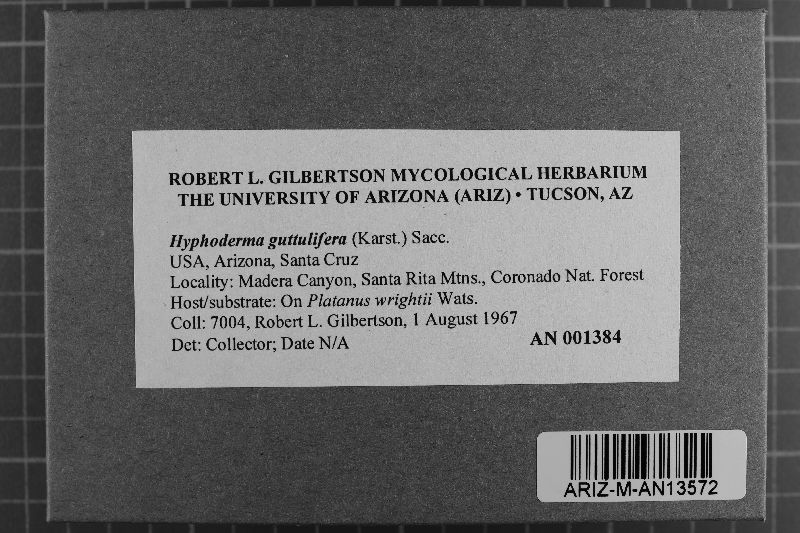 ROBERT L. GILBERTSON MYCOLOGICAL HERBARIUM
THE UNIVERSITY OF ARIZONA (ARIZ) • TUCSON, AZ
Hyphoderma guttulifera (Karst.) Sacc.
USA, Arizona, Santa Cruz
Locality: Madera Canyon, Santa Rita Mtns., Coronado Nat. Forest
Host/substrate: On Platanus wrightii Wats.
Coll: 7004, Robert L. Gilbertson, 1 August 1967
Det: Collector; Date N/A
AN 001384
ARIZ-M-AN13572